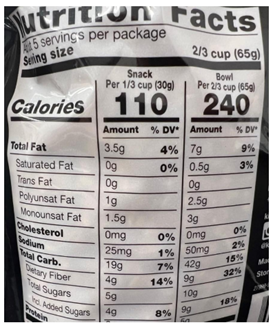 Nutrition Facts
5 servings per package
Serving size 2/3 cup (65g)
Snack Bowl
Per 1/3 cup (30g) Per 2/3 cup (65g)
Calories 110 240
Amount % DV* Amount % DV*
Total Fat 3.5g 4% 7g 9%
Saturated Fat 0g 0% 0.5g 3%
Trans Fat 0g 0g
Polyunsat Fat 1g 2.5g
Monounsat Fat 1.5g 3g
Cholesterol 0mg 0% 0mg 0%
Sodium 25mg 1% 50mg 2%
Total Carb. 19g 7% 42g 15%
Dietary Fiber 4g 14% 9g 32%
Total Sugars 5g 10g
Incl. Added Sugars 4g 8% 9g 18%
Protein